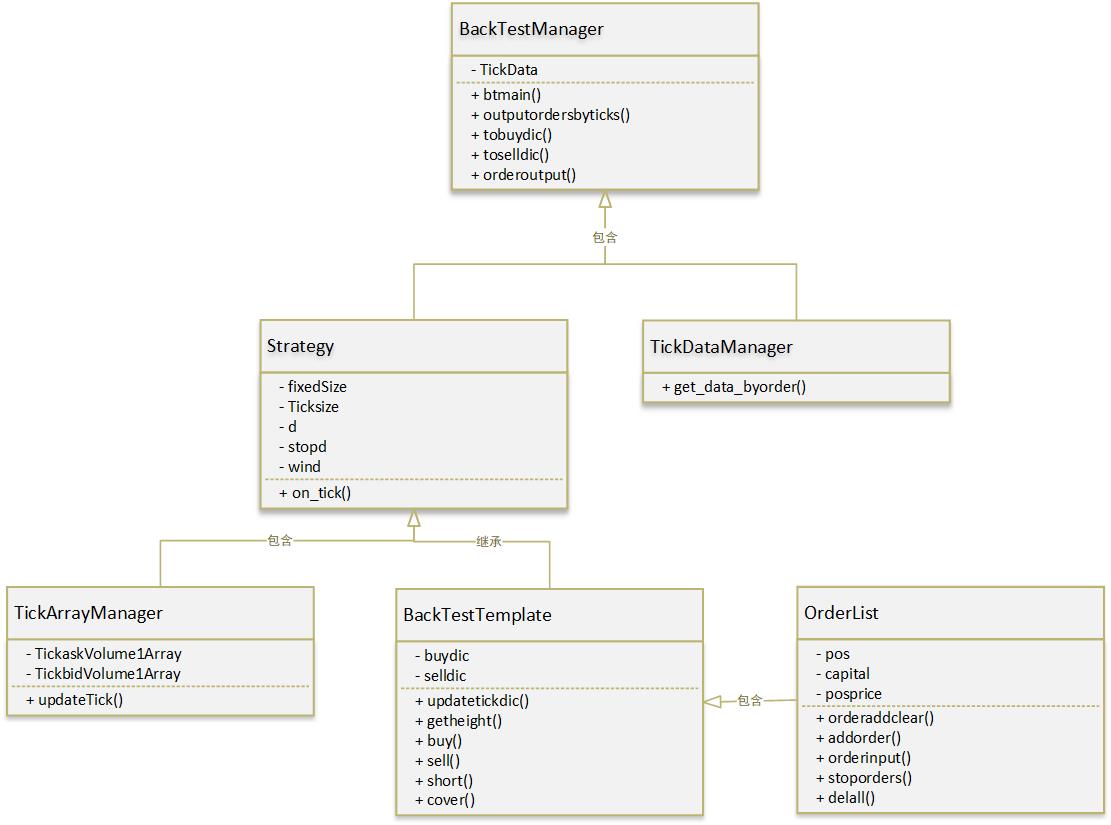 BackTestManager
- TickData
+ btmain()
+ outputordersbyticks()
+ tobuydic()
+ toselldic()
+ orderoutput()
包含
Strategy
- fixedSize
- Ticksize
- d
- stopd
- wind
+ on_tick()
TickDataManager
+ get_data_byorder()
包含
继承
TickArrayManager
- TickaskVolume1Array
- TickbidVolume1Array
+ updateTick()
BackTestTemplate
- buydic
- selldic
+ updatetickdic()
+ getheight()
+ buy()
+ sell()
+ short()
+ cover()
包含
OrderList
- pos
- capital
- posprice
+ orderaddclear()
+ addorder()
+ orderinput()
+ stoporders()
+ delall()